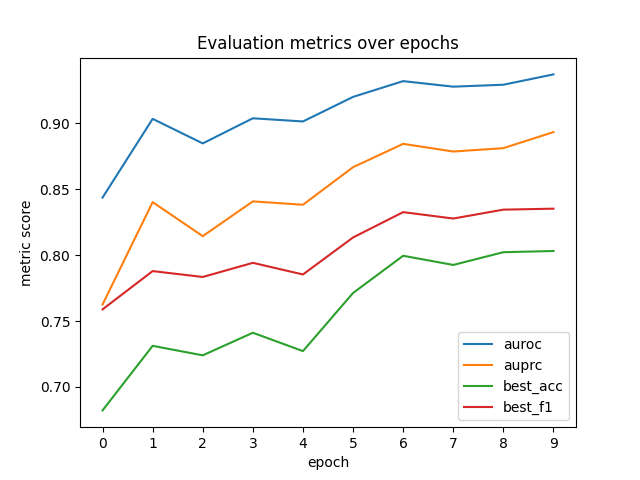 Evaluation metrics over epochs
metric score
0.90
0.85
0.80
0.75
0.70
auroc
auprc
best_acc
best_f1
0 1 2 3 4 5 6 7 8 9
epoch